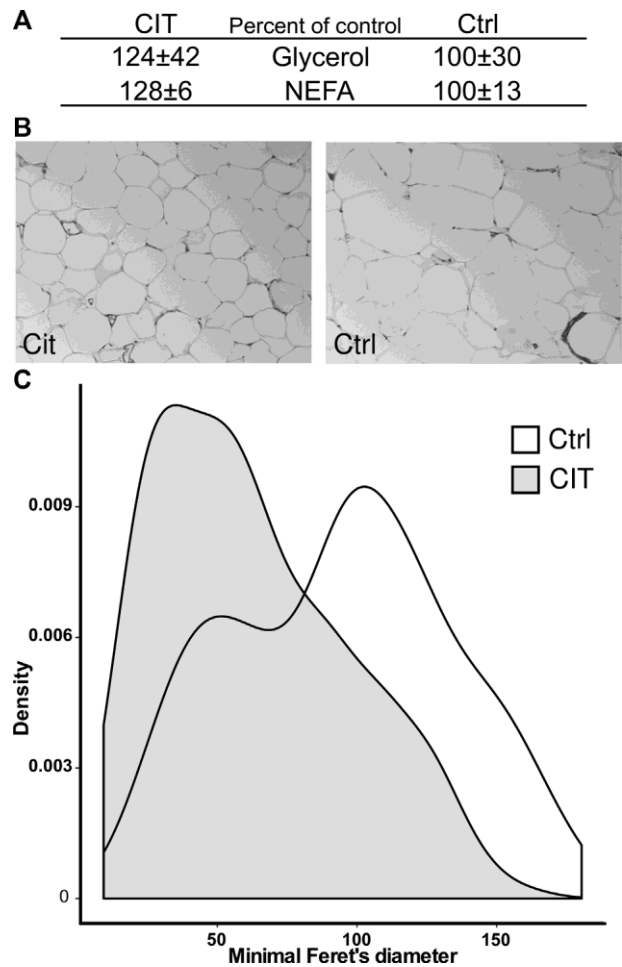 A
CIT Percent of control Ctrl
124±42 Glycerol 100±30
128±6 NEFA 100±13
B
Cit Ctrl
C
Ctrl
CIT
0.009
0.006
0.003
0
Density
50 100 150
Minimal Feret's diameter